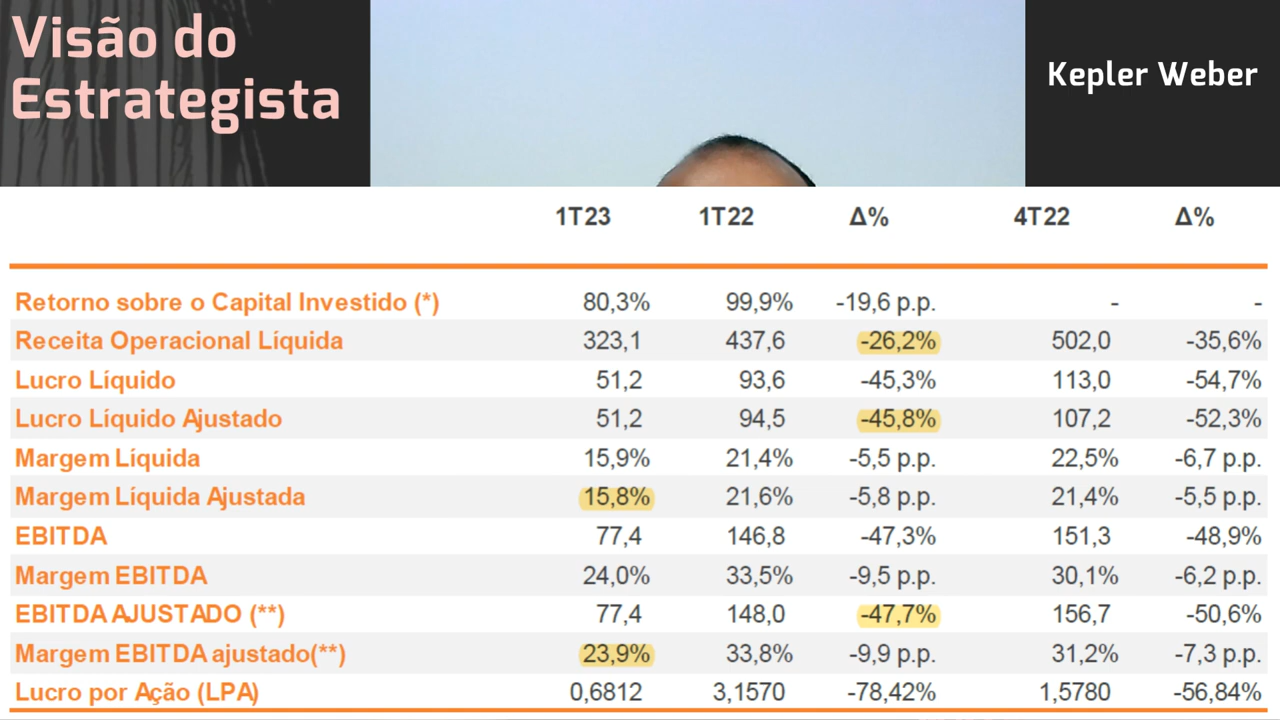 Visão do
Estrategista
Kepler Weber
1T23 1T22 Δ% 4T22 Δ%
Retorno sobre o Capital Investido (*) 80,3% 99,9% -19,6 p.p. - -
Receita Operacional Líquida 323,1 437,6 -26,2% 502,0 -35,6%
Lucro Líquido 51,2 93,6 -45,3% 113,0 -54,7%
Lucro Líquido Ajustado 51,2 94,5 -45,8% 107,2 -52,3%
Margem Líquida 15,9% 21,4% -5,5 p.p. 22,5% -6,7 p.p.
Margem Líquida Ajustada 15,8% 21,6% -5,8 p.p. 21,4% -5,5 p.p.
EBITDA 77,4 146,8 -47,3% 151,3 -48,9%
Margem EBITDA 24,0% 33,5% -9,5 p.p. 30,1% -6,2 p.p.
EBITDA AJUSTADO (**) 77,4 148,0 -47,7% 156,7 -50,6%
Margem EBITDA ajustado(**) 23,9% 33,8% -9,9 p.p. 31,2% -7,3 p.p.
Lucro por Ação (LPA) 0,6812 3,1570 -78,42% 1,5780 -56,84%